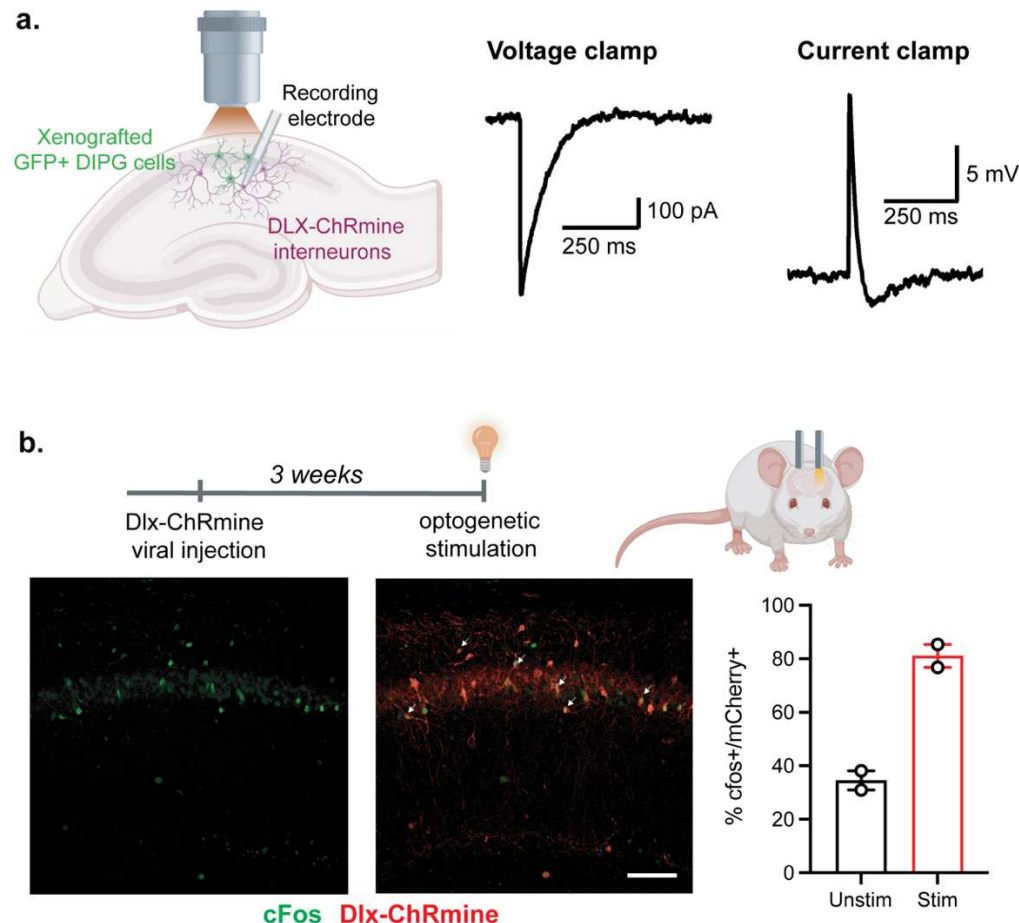 a.
Xenografted
GFP+ DIPG cells
Recording
electrode
DLX-ChRmine
interneurons
Voltage clamp
100 pA
250 ms
Current clamp
5 mV
250 ms
b.
3 weeks
Dlx-ChRmine
viral injection
optogenetic
stimulation
cFos Dlx-ChRmine
% cfos+/mCherry+
100
80
60
40
20
0
Unstim Stim